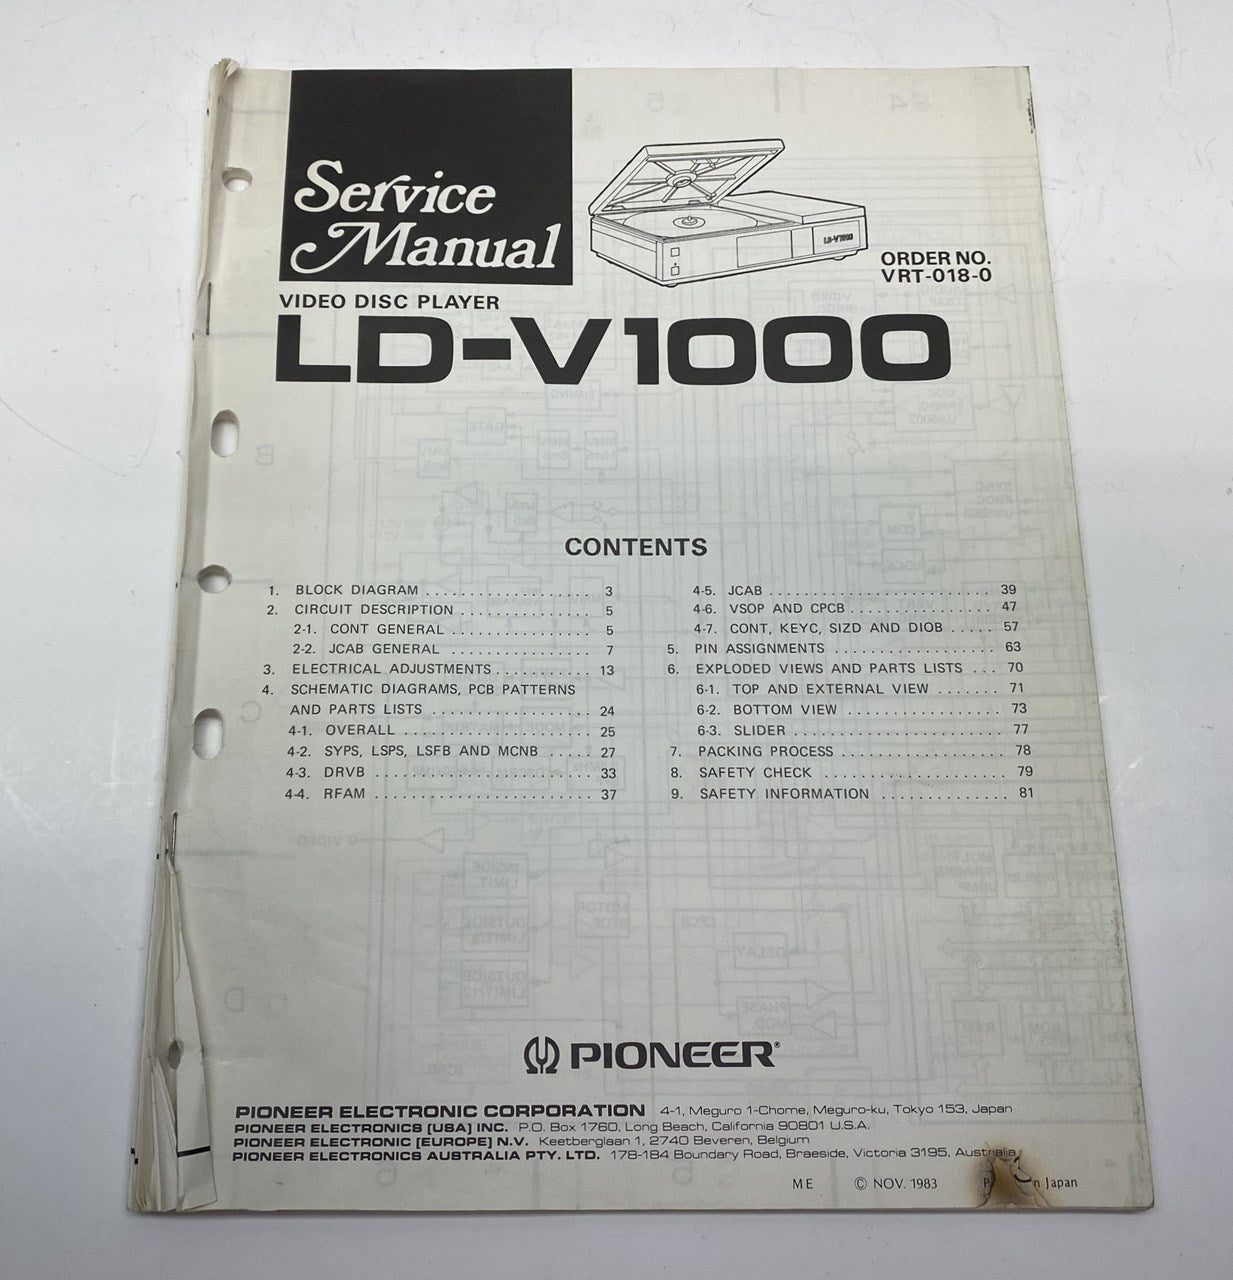 Service
Manual
LD-V1000
ORDER NO.
VRT-018-0
VIDEO DISC PLAYER
LD-V1000
CONTENTS
1. BLOCK DIAGRAM . . . . . . . . . . . . . . . . . . . . 3
2. CIRCUIT DESCRIPTION . . . . . . . . . . . . . . . . 5
2-1. CONT GENERAL . . . . . . . . . . . . . . . . . 5
2-2. JCAB GENERAL . . . . . . . . . . . . . . . . . 7
3. ELECTRICAL ADJUSTMENTS . . . . . . . . . . . 13
4. SCHEMATIC DIAGRAMS, PCB PATTERNS
AND PARTS LISTS . . . . . . . . . . . . . . . . . . . 24
4-1. OVERALL . . . . . . . . . . . . . . . . . . . . . . 25
4-2. SYPS, LSPS, LSFB AND MCNB . . . . . 27
4-3. DRVB . . . . . . . . . . . . . . . . . . . . . . . . 33
4-4. RFAM . . . . . . . . . . . . . . . . . . . . . . . . 37
4-5. JCAB . . . . . . . . . . . . . . . . . . . . . . . . 39
4-6. VSOP AND CPCB . . . . . . . . . . . . . . . 47
4-7. CONT, KEYC, SIZD AND DIOB . . . . . 57
5. PIN ASSIGNMENTS . . . . . . . . . . . . . . . . . . 63
6. EXPLODED VIEWS AND PARTS LISTS . . . 70
6-1. TOP AND EXTERNAL VIEW . . . . . . . 71
6-2. BOTTOM VIEW . . . . . . . . . . . . . . . . . 73
6-3. SLIDER . . . . . . . . . . . . . . . . . . . . . . . 77
7. PACKING PROCESS . . . . . . . . . . . . . . . . . . 78
8. SAFETY CHECK . . . . . . . . . . . . . . . . . . . . 79
9. SAFETY INFORMATION . . . . . . . . . . . . . . 81
PIONEER®
PIONEER ELECTRONIC CORPORATION 4-1, Meguro 1-Chome, Meguro-ku, Tokyo 153, Japan
PIONEER ELECTRONICS [USA] INC. P.O. Box 1760, Long Beach, California 90801 U.S.A.
PIONEER ELECTRONIC [EUROPE] N.V. Keetberglaan 1, 2740 Beveren, Belgium
PIONEER ELECTRONICS AUSTRALIA PTY. LTD. 178-184 Boundary Road, Braeside, Victoria 3195, Australia
ME © NOV. 1983 Japan